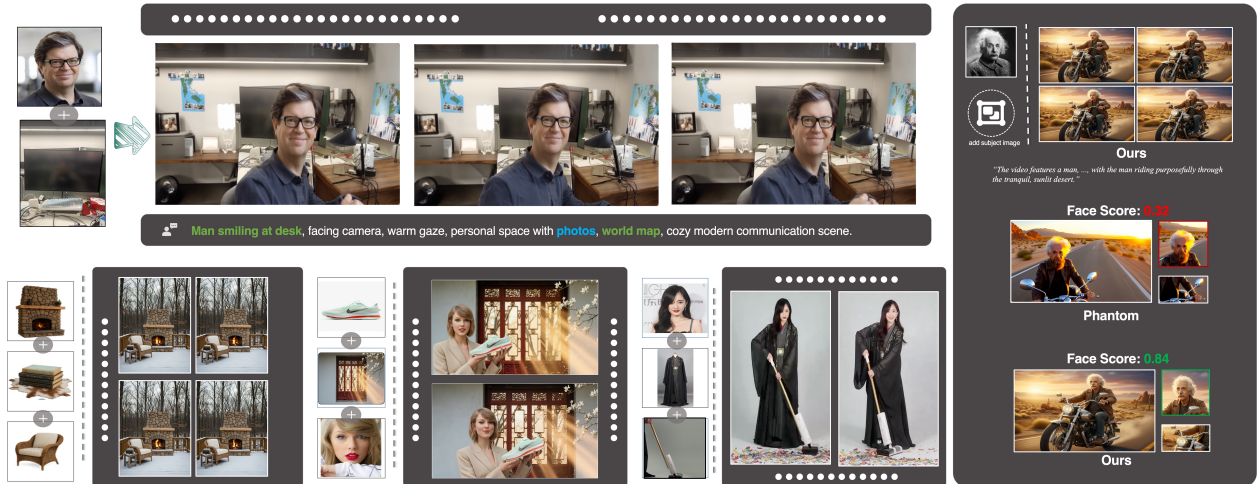 Man smiling at desk, facing camera, warm gaze, personal space with photos, world map, cozy modern communication scene.
add subject image
Ours
"The video features a man, ..., with the man riding purposefully through
the tranquil, sunlit desert."
Face Score: 0.32
Phantom
Face Score: 0.84
Ours